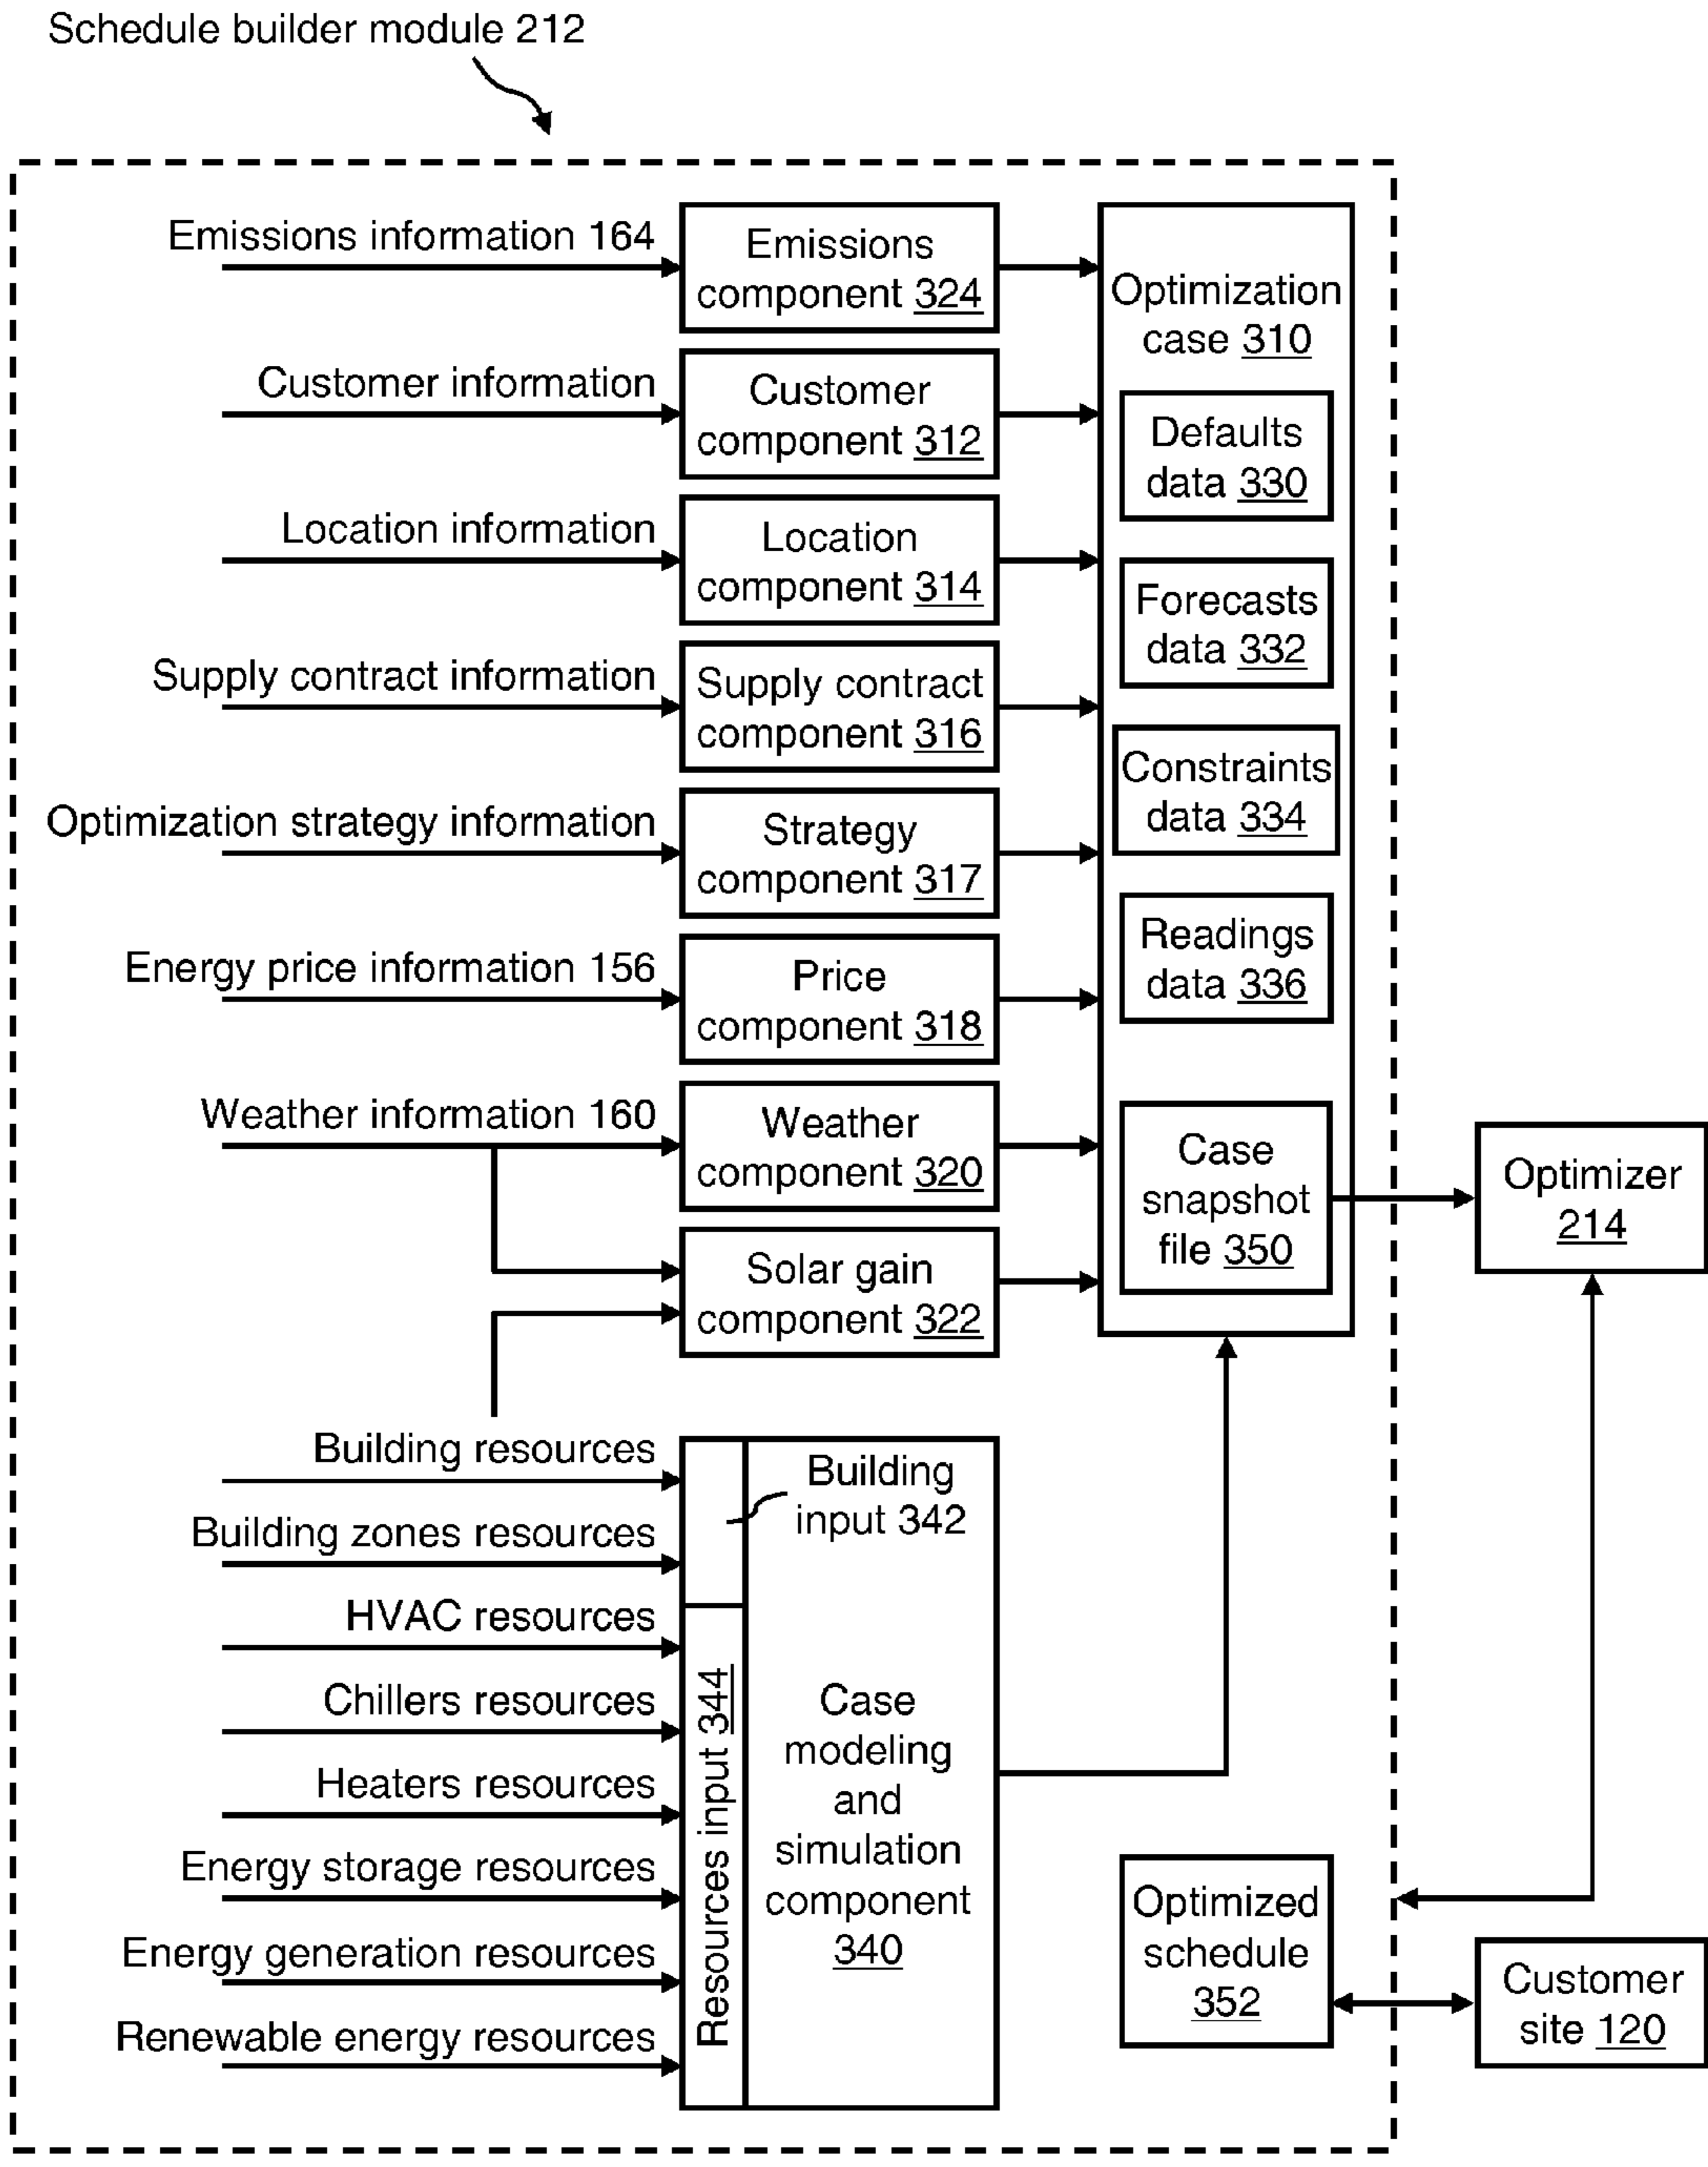 Schedule builder module 212
Emissions information 164
Emissions
component 324
Customer information
Customer
component 312
Location information
Location
component 314
Supply contract information
Supply contract
component 316
Optimization strategy information
Strategy
component 317
Energy price information 156
Price
component 318
Weather information 160
Weather
component 320
Solar gain
component 322
Optimization
case 310
Defaults
data 330
Forecasts
data 332
Constraints
data 334
Readings
data 336
Case
snapshot
file 350
Optimizer
214
Building resources
Building zones resources
HVAC resources
Chillers resources
Heaters resources
Energy storage resources
Energy generation resources
Renewable energy resources
Building
input 342
Resources input 344
Case
modeling
and
simulation
component
340
Optimized
schedule
352
Customer
site 120